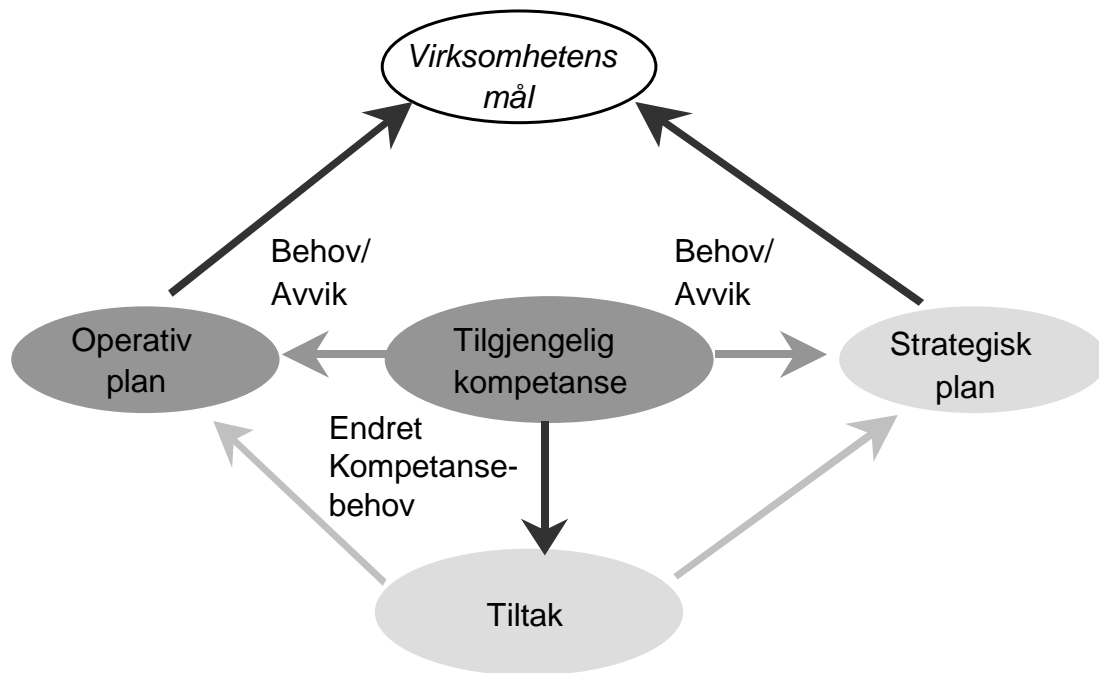 Virksomhetens
mål
Behov/
Avvik
Behov/
Avvik
Operativ
plan
Tilgjengelig
kompetanse
Strategisk
plan
Endret
Kompetanse-
behov
Tiltak